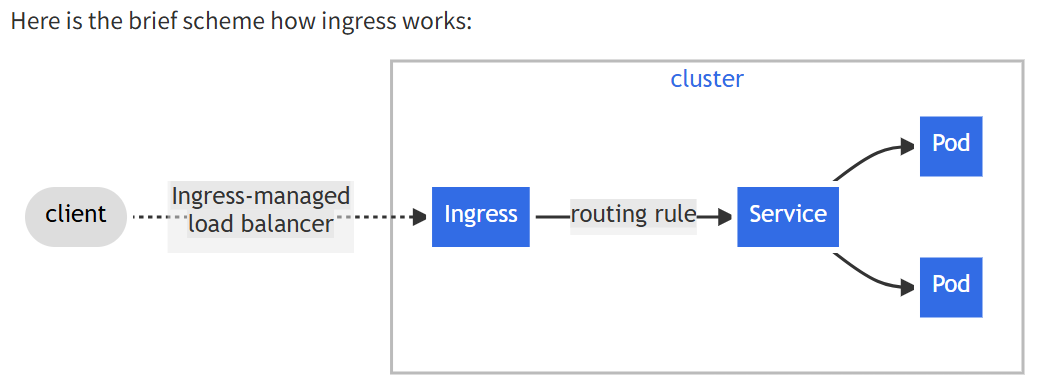 Here is the brief scheme how ingress works:
cluster
Pod
client
Ingress-managed
load balancer
Ingress
routing rule
Service
Pod